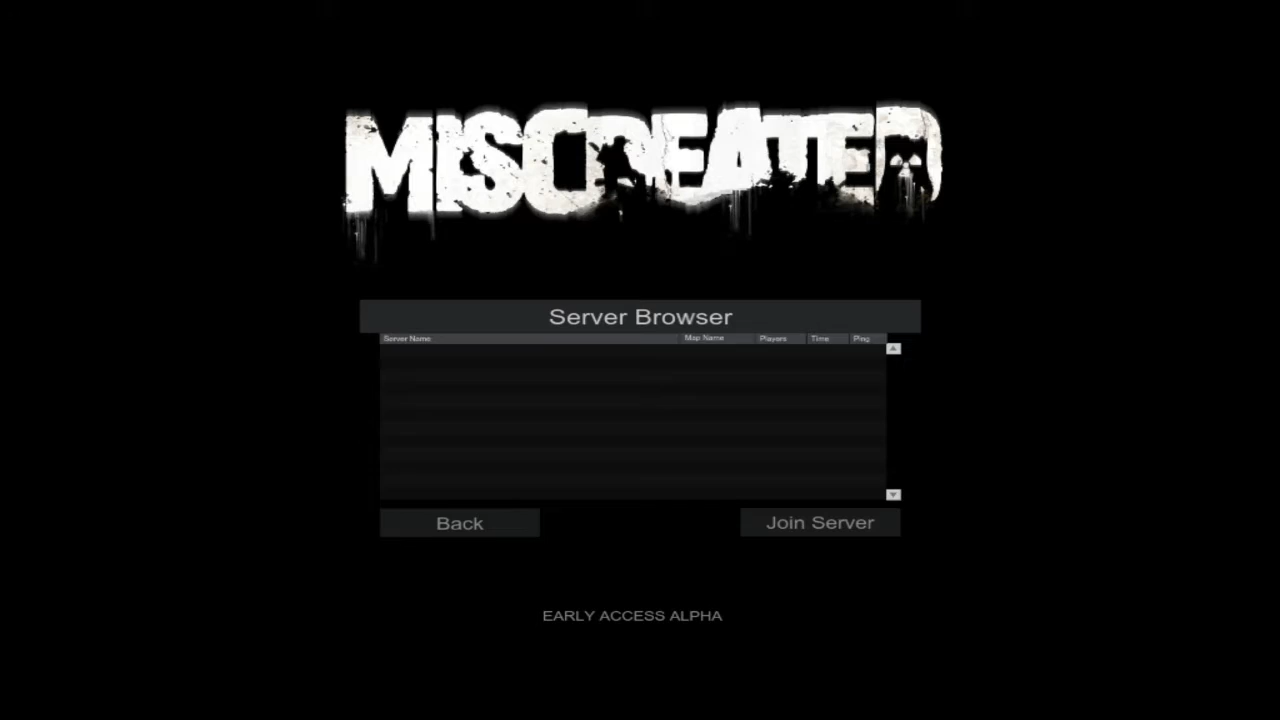 MISCREATED
Server Browser
Server Name Map Name Players Time Ping
Back Join Server
EARLY ACCESS ALPHA